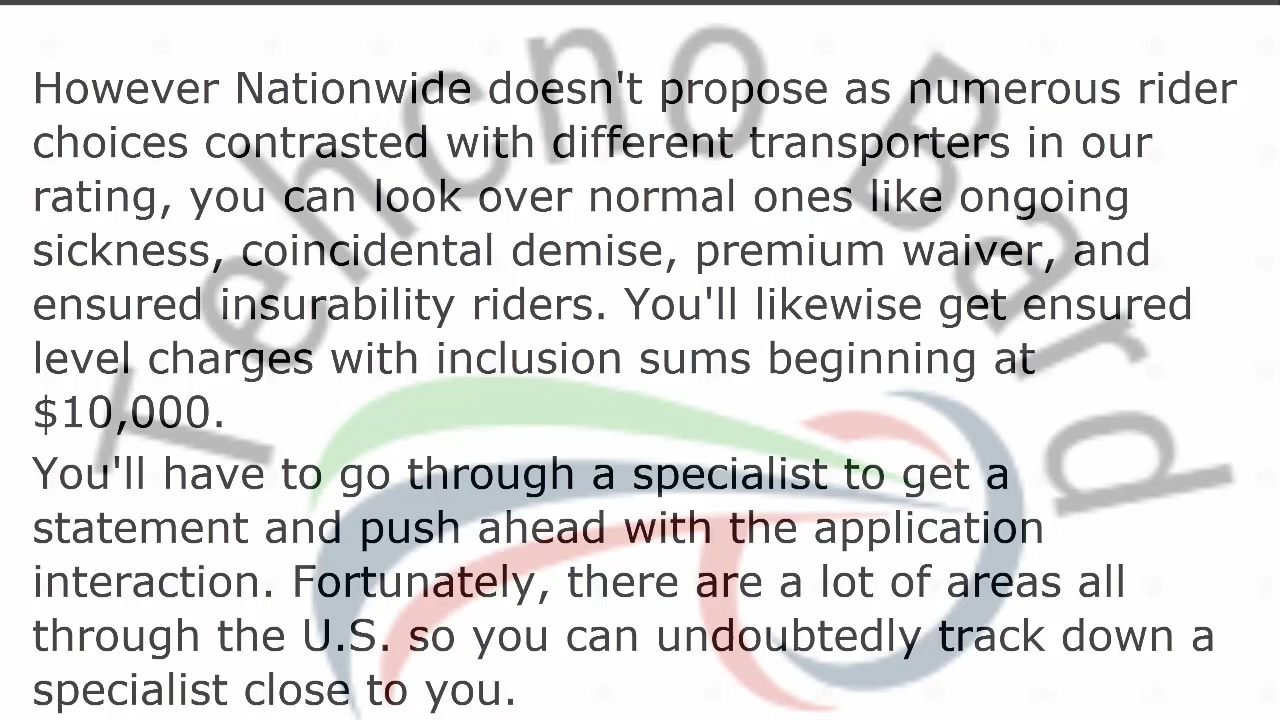 However Nationwide doesn't propose as numerous rider
choices contrasted with different transporters in our
rating, you can look over normal ones like ongoing
sickness, coincidental demise, premium waiver, and
ensured insurability riders. You'll likewise get ensured
level charges with inclusion sums beginning at
$10,000.
You'll have to go through a specialist to get a
statement and push ahead with the application
interaction. Fortunately, there are a lot of areas all
through the U.S. so you can undoubtedly track down a
specialist close to you.
Tehcno Bard